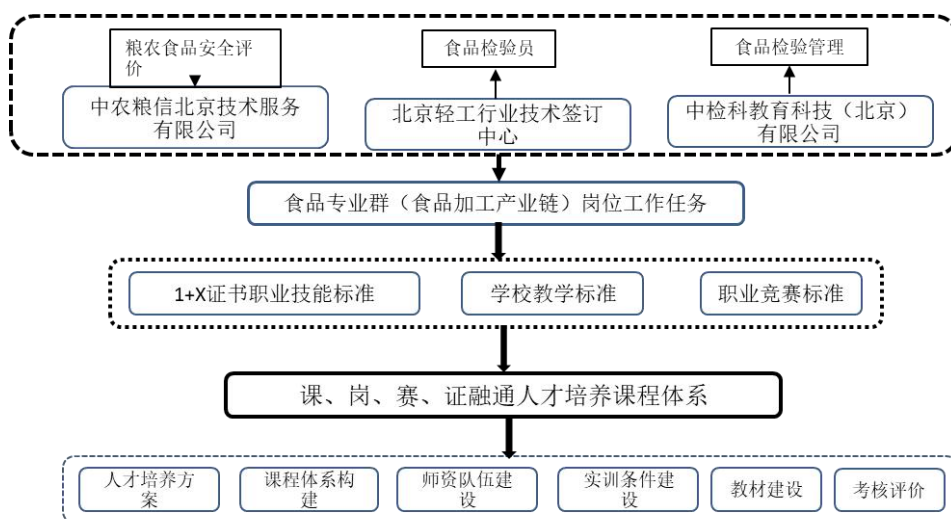 粮农食品安全评
价
食品检验员
食品检验管理
中农粮信北京技术服务
有限公司
北京轻工行业技术签订
中心
中检科教育科技（北京）
有限公司
食品专业群（食品加工产业链）岗位工作任务
1+X证书职业技能标准
学校教学标准
职业竞赛标准
课、岗、赛、证融通人才培养课程体系
人才培养方
案
课程体系构
建
师资队伍建
设
实训条件建
设
教材建设
考核评价